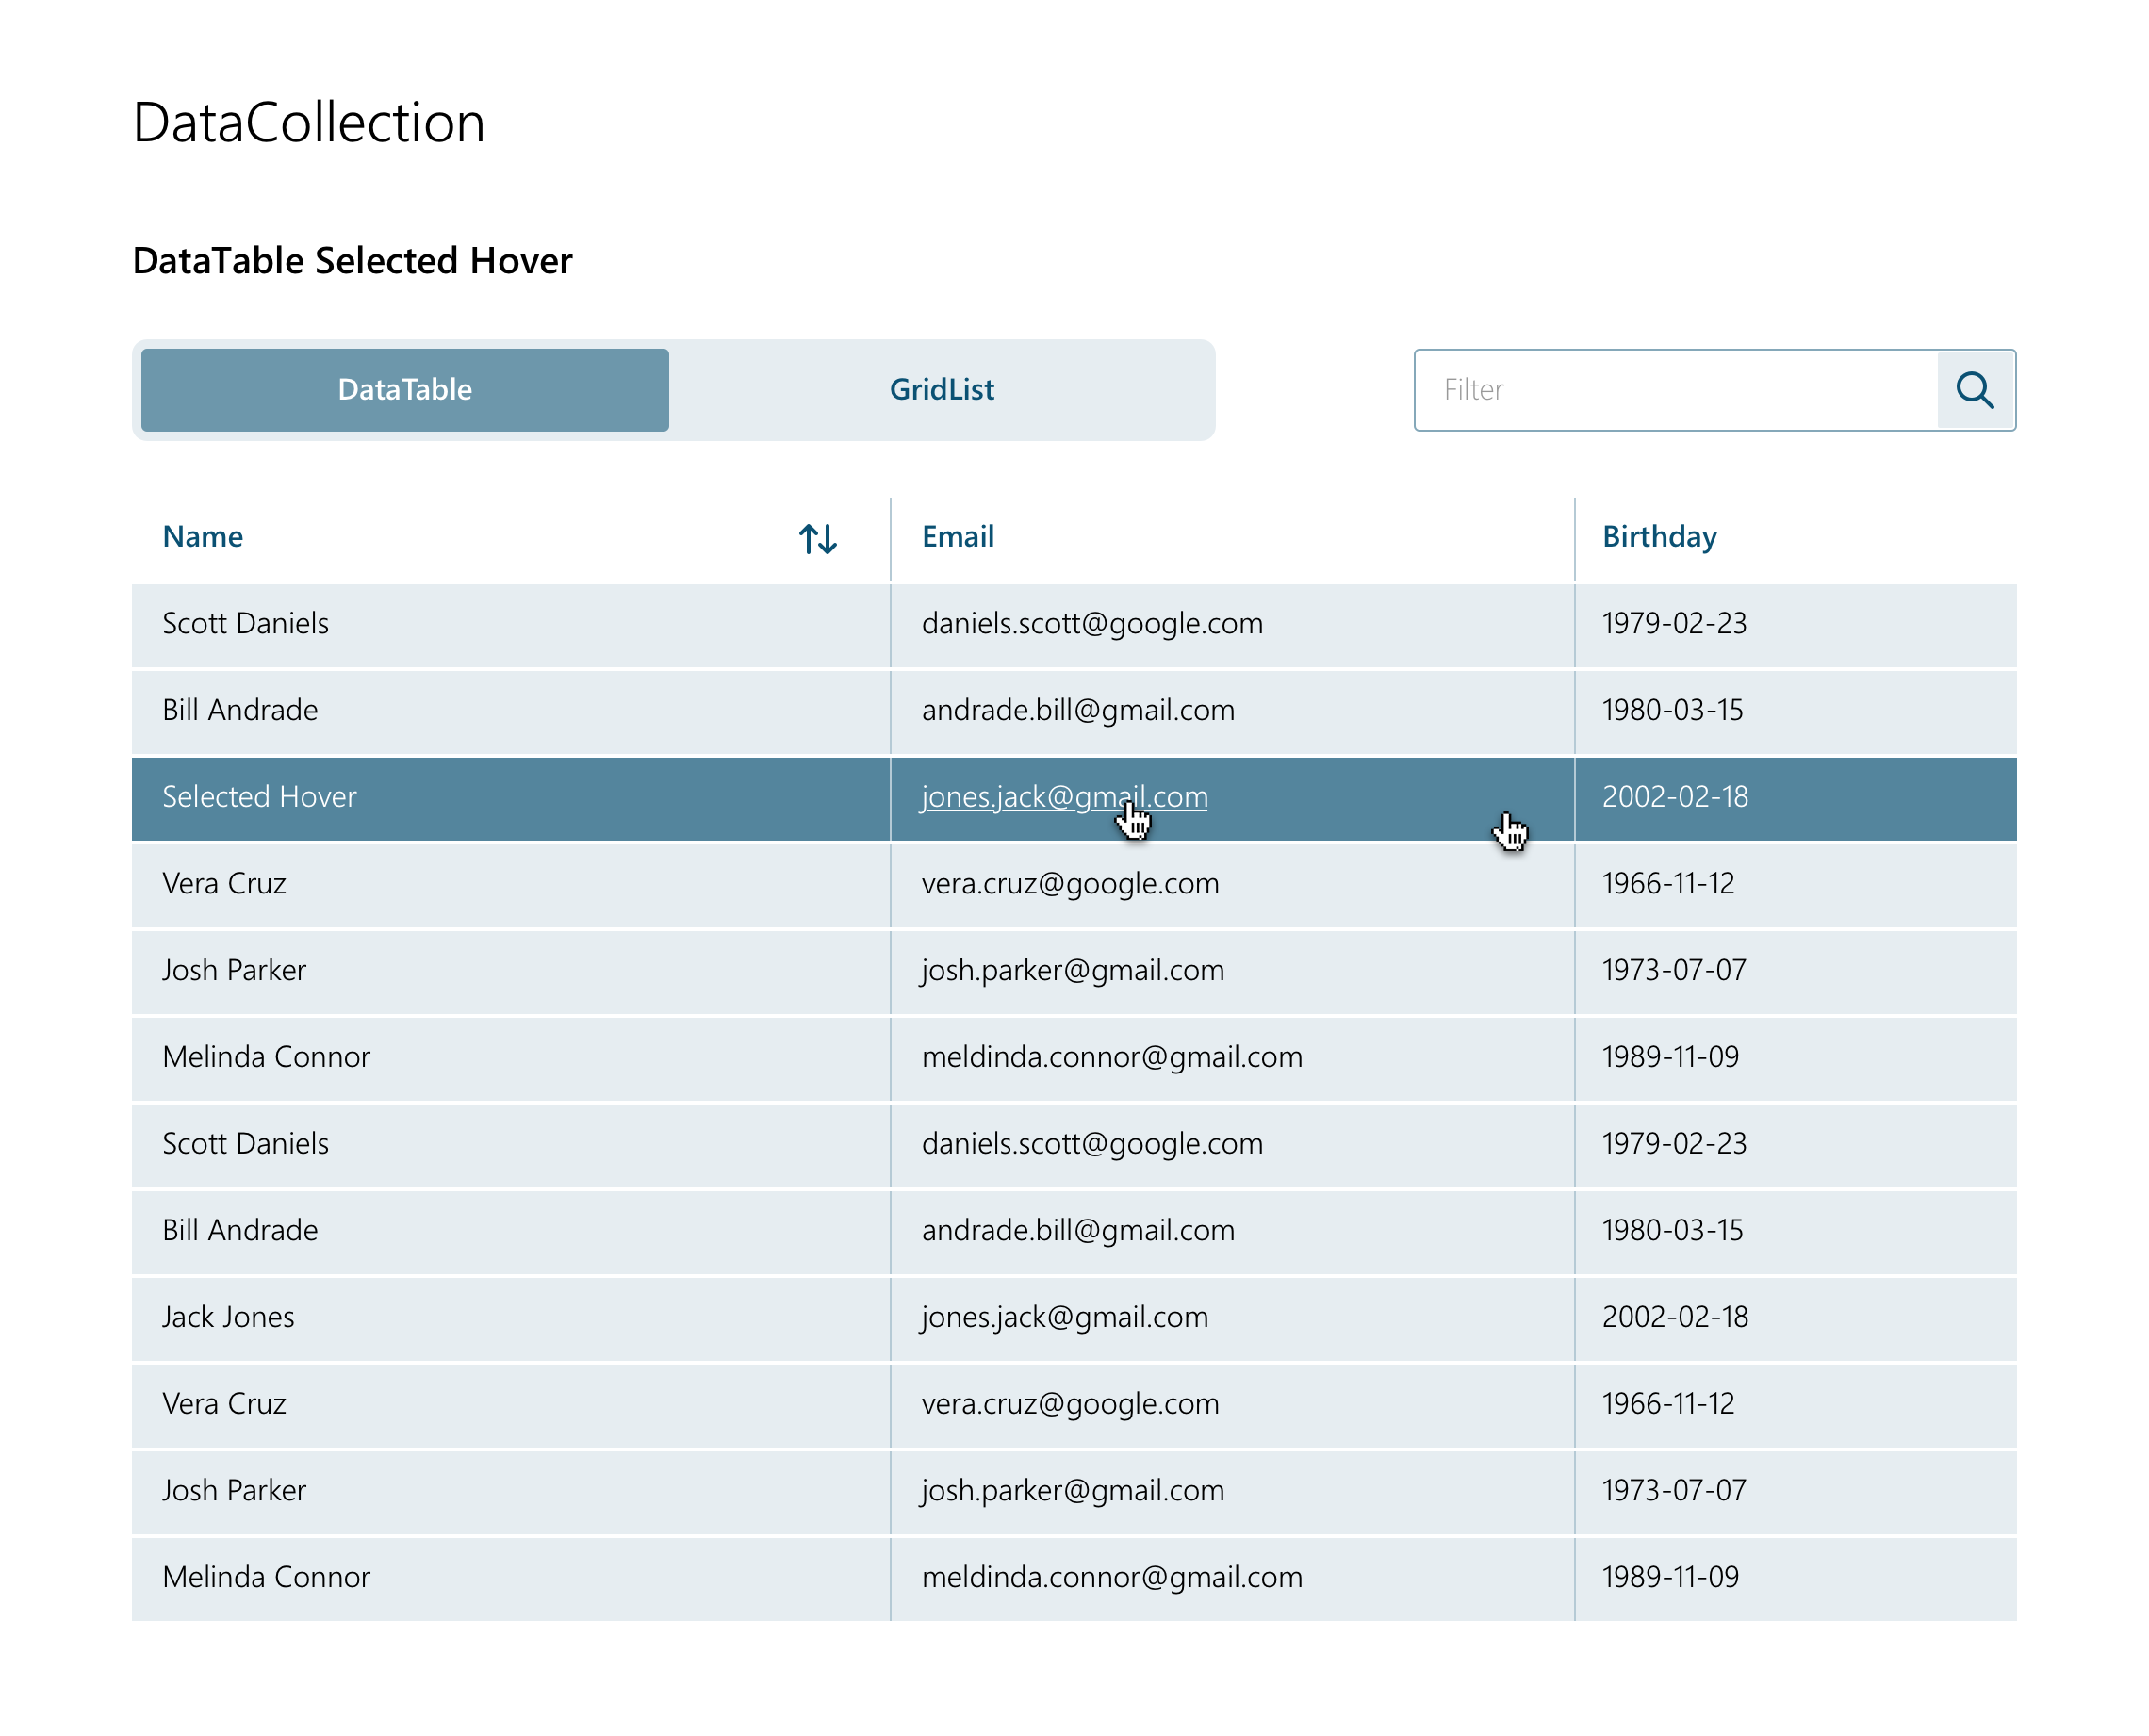 DataCollection
DataTable Selected Hover
DataTable GridList Filter
Name Email Birthday
Scott Daniels daniels.scott@google.com 1979-02-23
Bill Andrade andrade.bill@gmail.com 1980-03-15
Selected Hover jones.jack@gmail.com 2002-02-18
Vera Cruz vera.cruz@google.com 1966-11-12
Josh Parker josh.parker@gmail.com 1973-07-07
Melinda Connor meldinda.connor@gmail.com 1989-11-09
Scott Daniels daniels.scott@google.com 1979-02-23
Bill Andrade andrade.bill@gmail.com 1980-03-15
Jack Jones jones.jack@gmail.com 2002-02-18
Vera Cruz vera.cruz@google.com 1966-11-12
Josh Parker josh.parker@gmail.com 1973-07-07
Melinda Connor meldinda.connor@gmail.com 1989-11-09